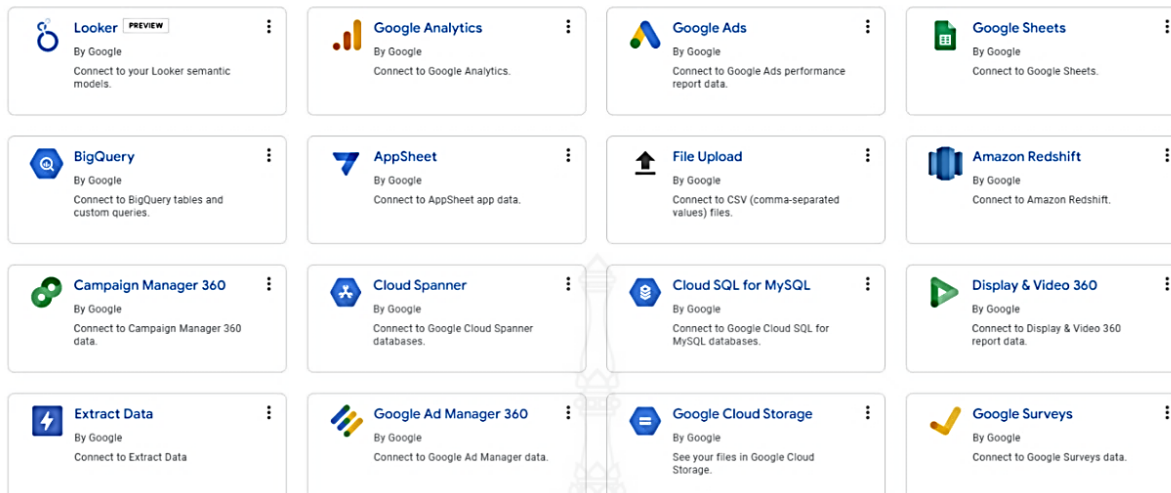 Looker PREVIEW
By Google
Connect to your Looker semantic
models.
Google Analytics
By Google
Connect to Google Analytics.
Google Ads
By Google
Connect to Google Ads performance
report data.
Google Sheets
By Google
Connect to Google Sheets.
BigQuery
By Google
Connect to BigQuery tables and
custom queries.
AppSheet
By Google
Connect to AppSheet app data.
File Upload
By Google
Connect to CSV (comma-separated
values) files.
Amazon Redshift
By Google
Connect to Amazon Redshift.
Campaign Manager 360
By Google
Connect to Campaign Manager 360
data.
Cloud Spanner
By Google
Connect to Google Cloud Spanner
databases.
Cloud SQL for MySQL
By Google
Connect to Google Cloud SQL for
MySQL databases.
Display & Video 360
By Google
Connect to Display & Video 360
report data.
Extract Data
By Google
Connect to Extract Data
Google Ad Manager 360
By Google
Connect to Google Ad Manager data.
Google Cloud Storage
By Google
See your files in Google Cloud
Storage.
Google Surveys
By Google
Connect to Google Surveys data.